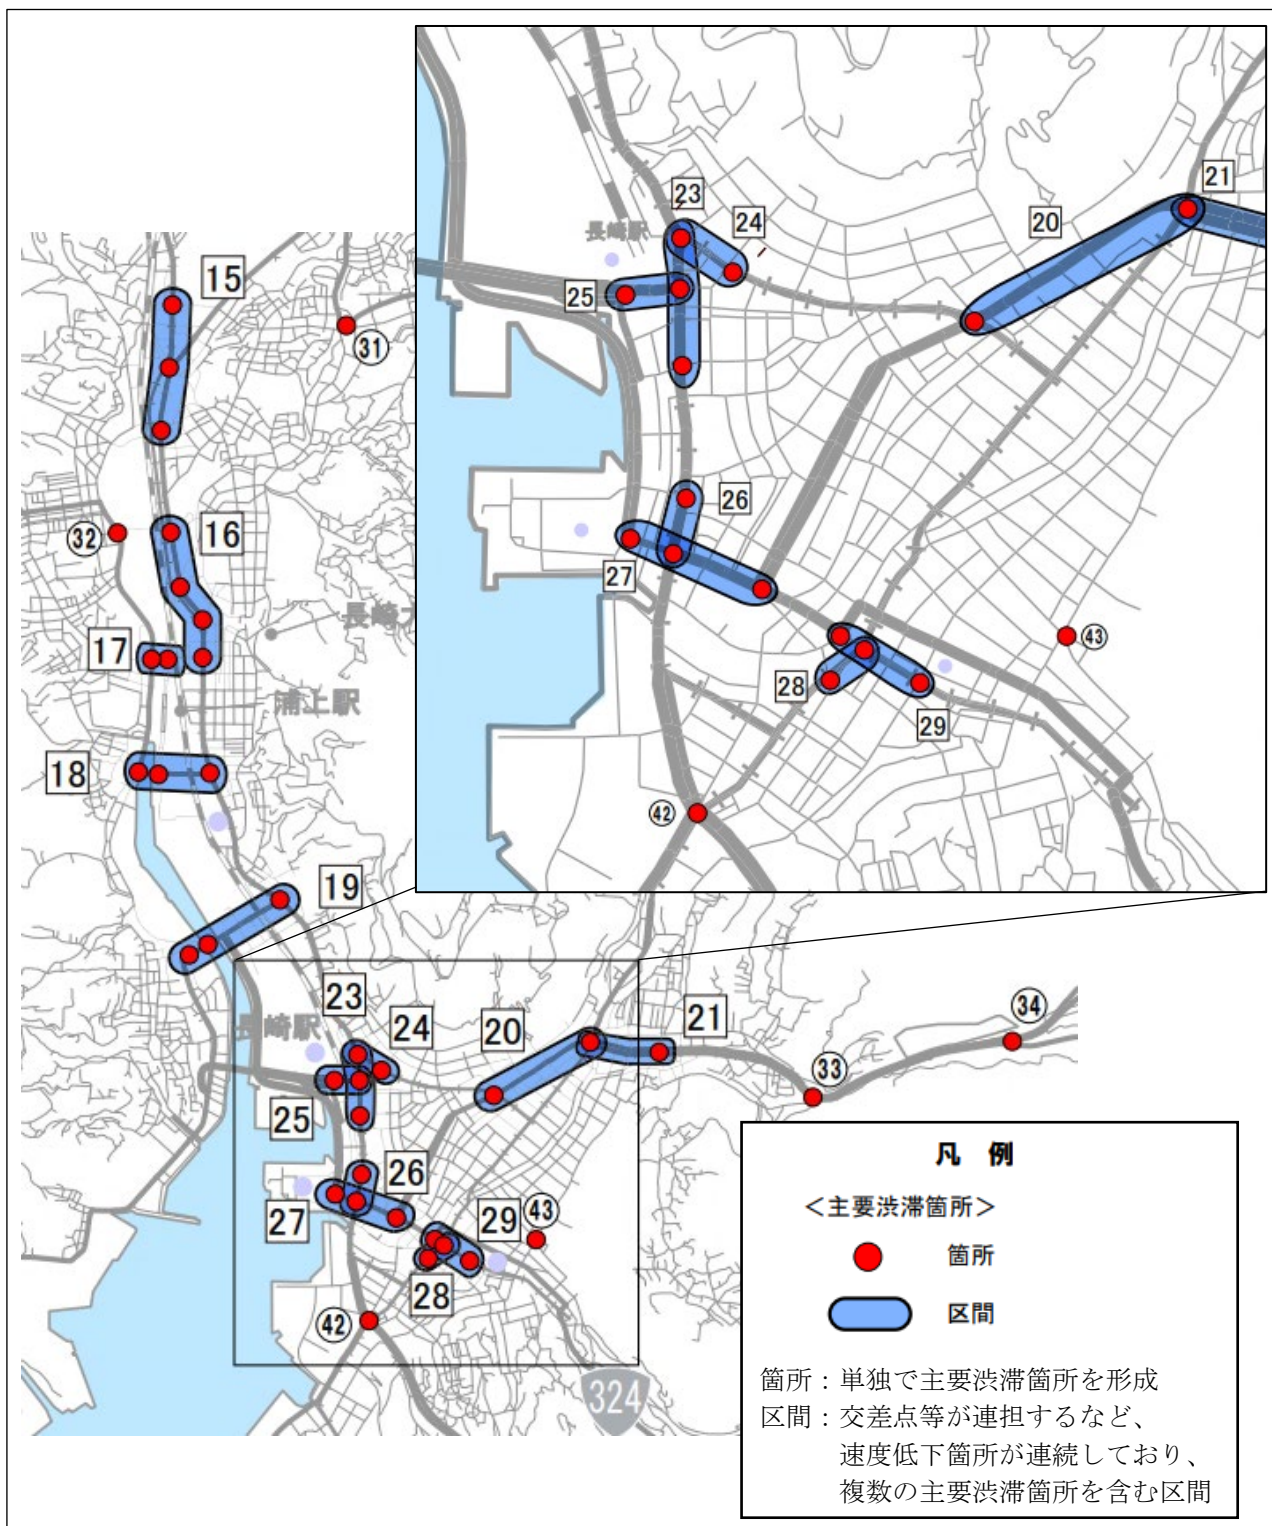 23
21
長崎駅
24
20
25
26
27
28
29
43
42
15
31
32
16
長崎
17
浦上駅
18
19
23
長崎駅
24
20
21
34
33
25
26
27
29
43
28
42
324
凡 例
＜主要渋滞箇所＞
箇所
区間
箇所：単独で主要渋滞箇所を形成
区間：交差点等が連担するなど、
速度低下箇所が連続しており、
複数の主要渋滞箇所を含む区間